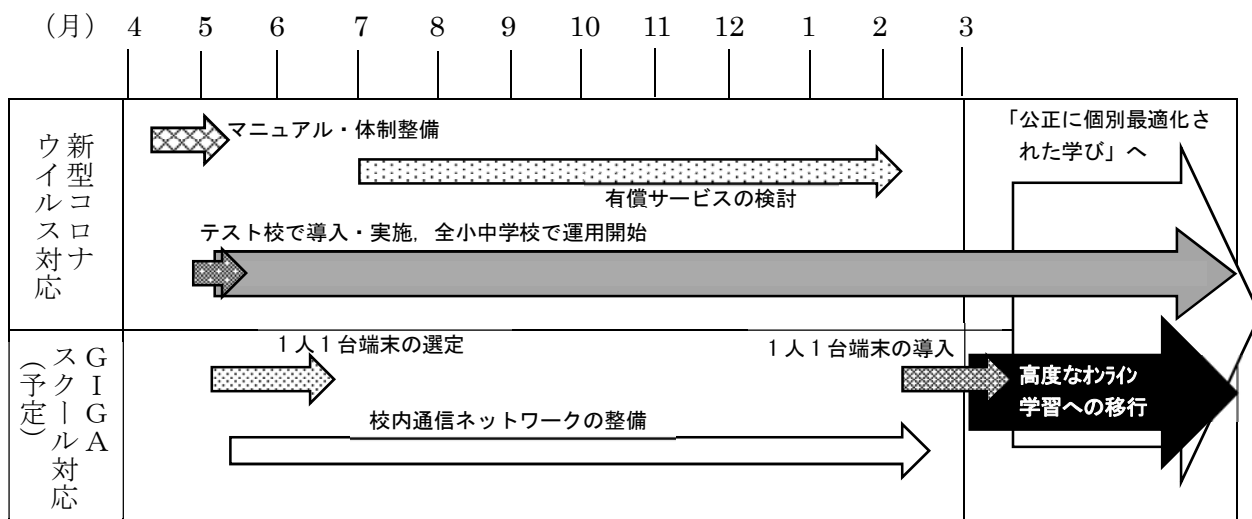 (月) 4 5 6 7 8 9 10 11 12 1 2 3
新型コロナ
ウイルス対応
マニュアル・体制整備
有償サービスの検討
テスト校で導入・実施，全小中学校で運用開始
「公正に個別最適化さ
れた学び」へ
GIGA
スクール対応
(予定)
1人1台端末の選定
1人1台端末の導入
校内通信ネットワークの整備
高度なオンライン
学習への移行